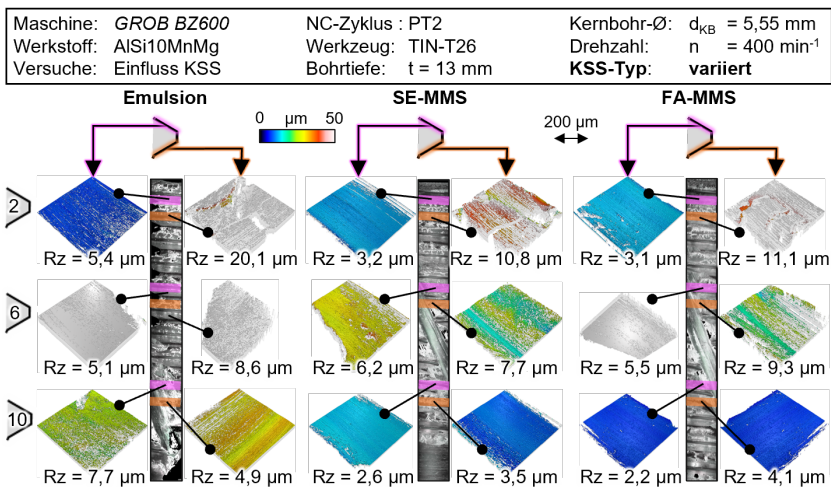 Maschine: GROB BZ600 NC-Zyklus : PT2 Kernbohr-Ø: dKB = 5,55 mm
Werkstoff: AlSi10MnMg Werkzeug: TIN-T26 Drehzahl: n = 400 min-1
Versuche: Einfluss KSS Bohrtiefe: t = 13 mm KSS-Typ: variiert
Emulsion SE-MMS FA-MMS
0 µm 50 200 µm
2
Rz = 5,4 µm Rz = 20,1 µm Rz = 3,2 µm Rz = 10,8 µm Rz = 3,1 µm Rz = 11,1 µm
6
Rz = 5,1 µm Rz = 8,6 µm Rz = 6,2 µm Rz = 7,7 µm Rz = 5,5 µm Rz = 9,3 µm
10
Rz = 7,7 µm Rz = 4,9 µm Rz = 2,6 µm Rz = 3,5 µm Rz = 2,2 µm Rz = 4,1 µm